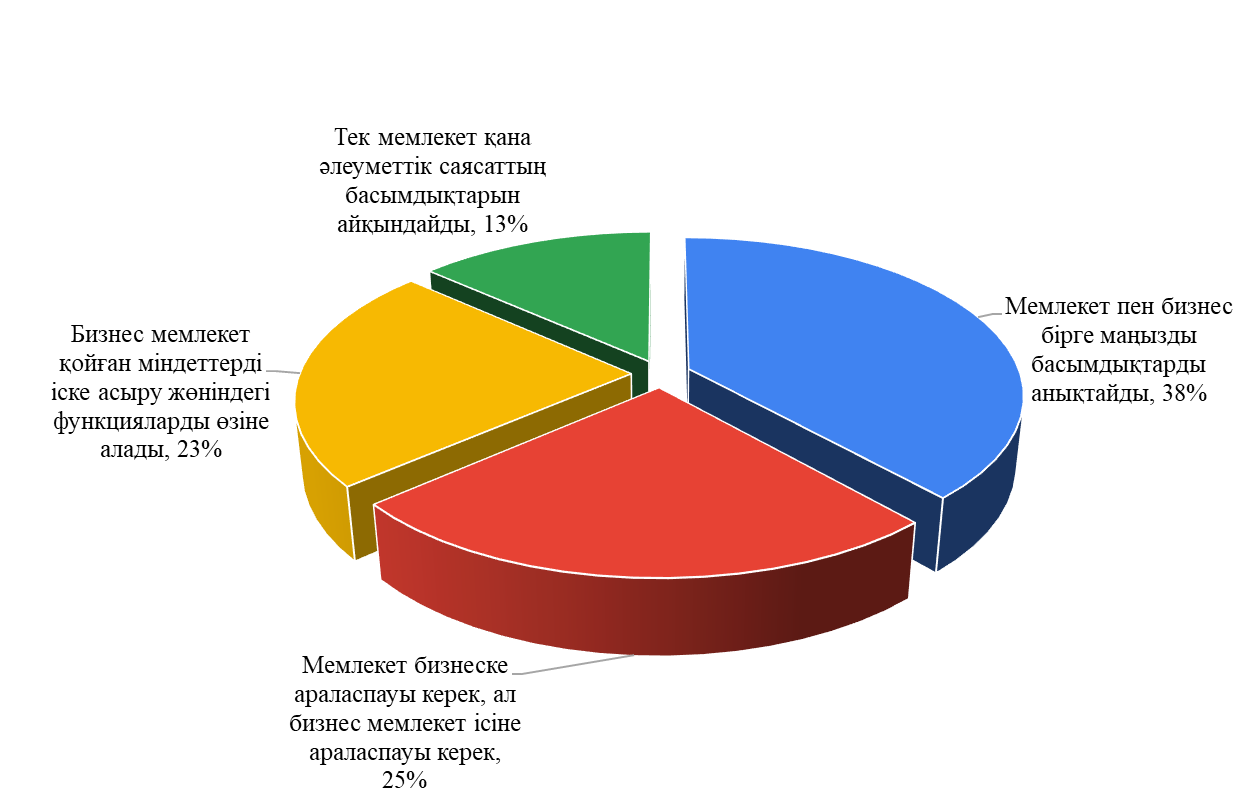 Тек мемлекет қана
әлеуметтік саясаттың
басымдықтарын
айқындайды, 13%
Мемлекет пен бизнес
бірге маңызды
басымдықтарды
анықтайды, 38%
Бизнес мемлекет
қойған міндеттерді
іске асыру жөніндегі
функцияларды өзіне
алады, 23%
Мемлекет бизнеске
араласпауы керек, ал
бизнес мемлекет ісіне
араласпауы керек,
25%